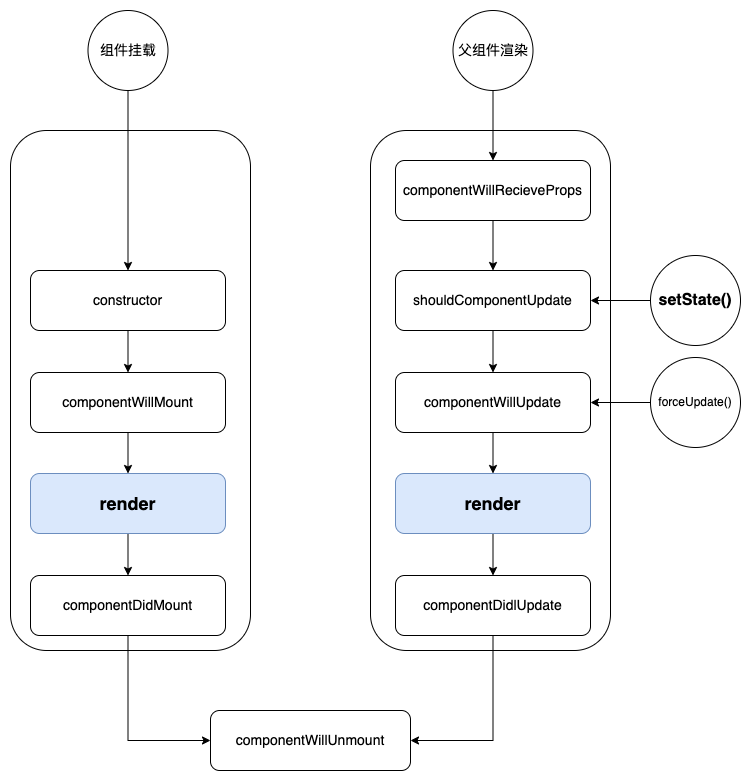 组件挂载
constructor
componentWillMount
render
componentDidMount
父组件渲染
componentWillRecieveProps
shouldComponentUpdate
componentWillUpdate
render
componentDidlUpdate
setState()
forceUpdate()
componentWillUnmount